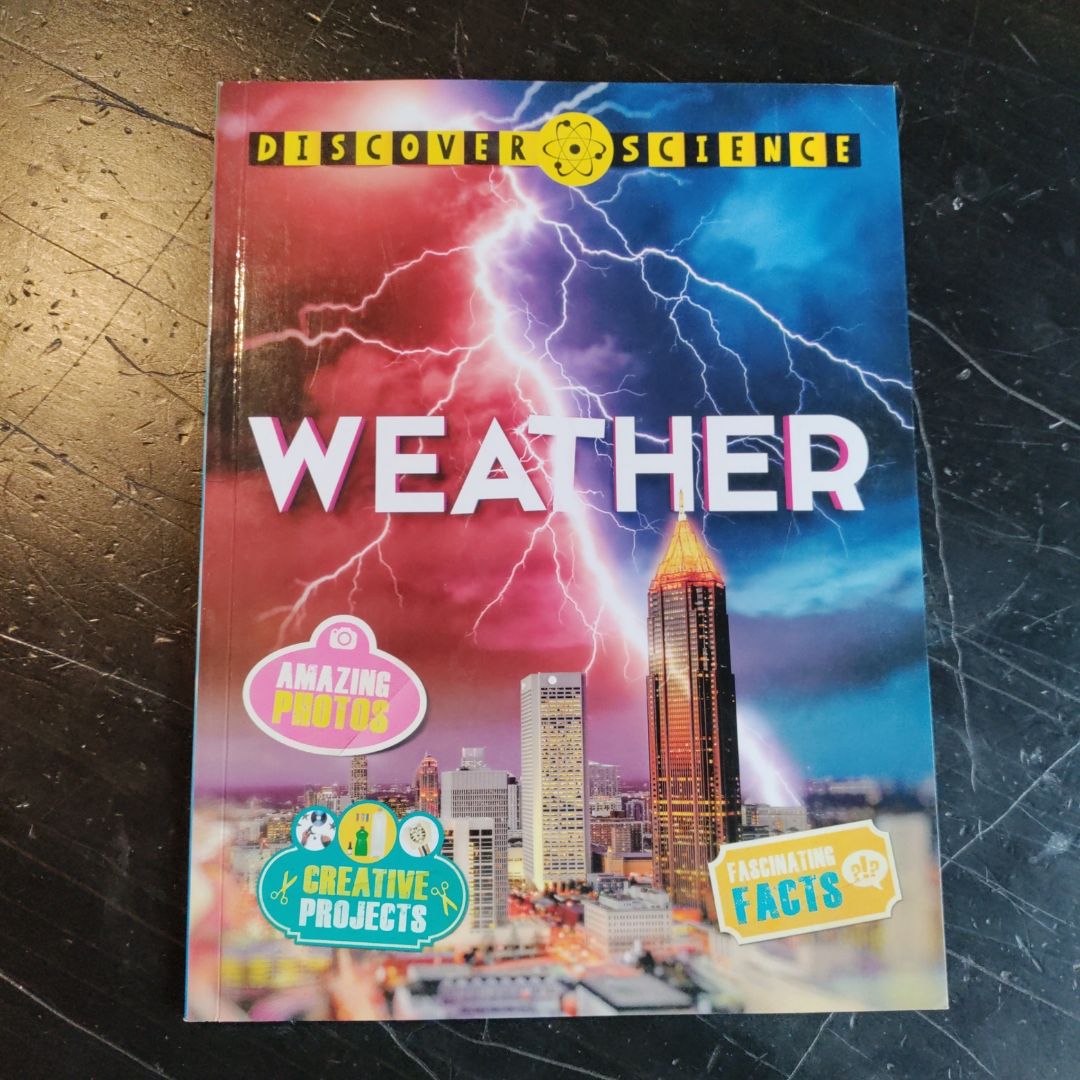 DISCOVER SCIENCE
WEATHER
AMAZING
PHOTOS
CREATIVE
PROJECTS
FASCINATING
FACTS
?!?